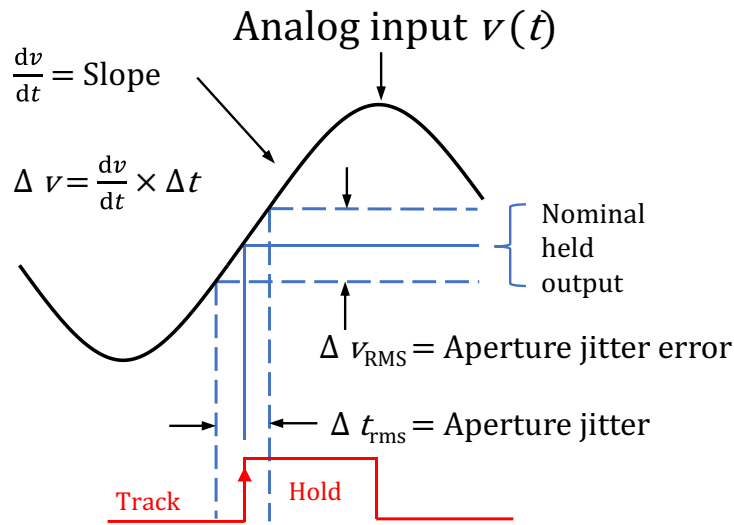 Analog input v(t)
dv/dt = Slope
Δ v = dv/dt × Δt
Nominal
held
output
Δ v_RMS = Aperture jitter error
Δ t_rms = Aperture jitter
Track
Hold